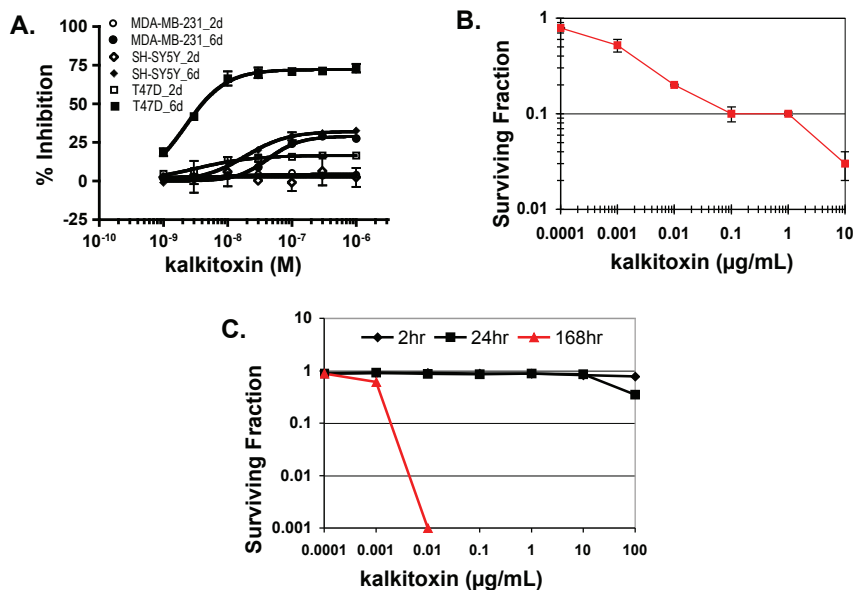 A.
MDA-MB-231_2d
MDA-MB-231_6d
SH-SY5Y_2d
SH-SY5Y_6d
T47D_2d
T47D_6d
% Inhibition
100
75
50
25
0
-25
10⁻¹⁰ 10⁻⁹ 10⁻⁸ 10⁻⁷ 10⁻⁶
kalkitoxin (M)
B.
Surviving Fraction
1
0.1
0.01
0.0001 0.001 0.01 0.1 1 10
kalkitoxin (µg/mL)
C.
2hr 24hr 168hr
Surviving Fraction
10
1
0.1
0.01
0.001
0.0001 0.001 0.01 0.1 1 10 100
kalkitoxin (µg/mL)